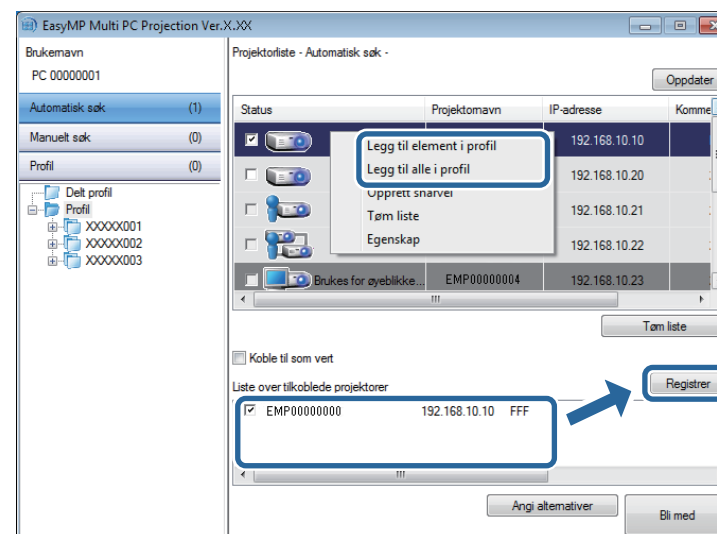 EasyMP Multi PC Projection Ver.X.XX
Brukernavn
PC 00000001
Automatisk søk (1)
Manuelt søk (0)
Profil (0)
Delt profil
Profil
XXXXX001
XXXXX002
XXXXX003
Projektorliste - Automatisk søk -
Oppdater
Status Projektornavn IP-adresse Komme
192.168.10.10
192.168.10.20
192.168.10.21
192.168.10.22
Brukes for øyeblikke... EMP00000004 192.168.10.23
Legg til element i profil
Legg til alle i profil
Opprett snarvei
Tøm liste
Egenskap
Tøm liste
Koble til som vert
Liste over tilkoblede projektorer
Registrer
EMP00000000 192.168.10.10 FFF
Angi alternativer
Bli med